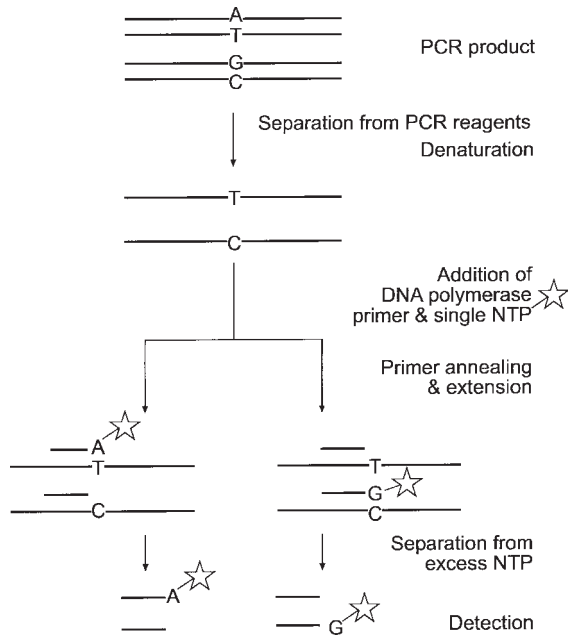 A
T
PCR product
G
C
Separation from PCR reagents
Denaturation
T
C
Addition of
DNA polymerase
primer & single NTP
Primer annealing
& extension
A
T
C
T
G
C
Separation from
excess NTP
A
G
Detection